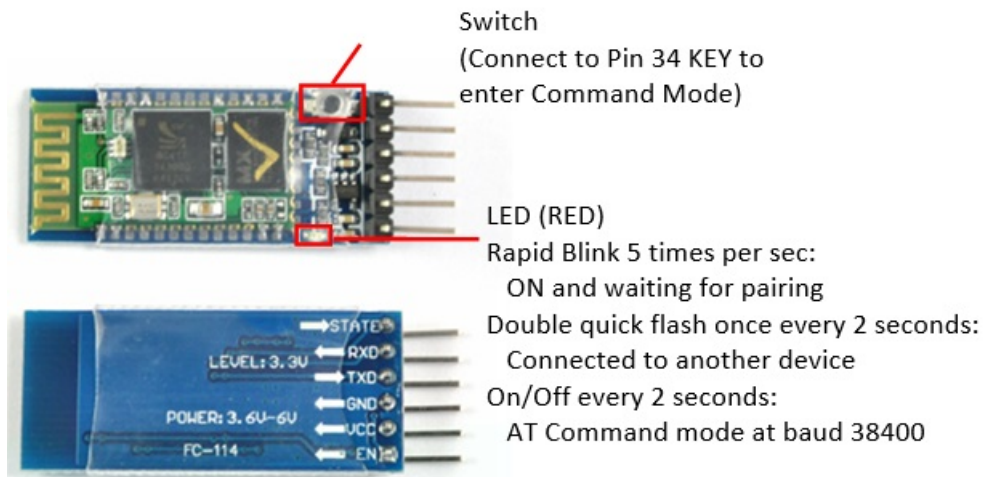 Switch
(Connect to Pin 34 KEY to
enter Command Mode)
LED (RED)
Rapid Blink 5 times per sec:
ON and waiting for pairing
Double quick flash once every 2 seconds:
Connected to another device
On/Off every 2 seconds:
AT Command mode at baud 38400
STATE
RXD
LEVEL:3.3V
TXD
GND
POWER:3.6V-6V
VCC
FC-114
EN